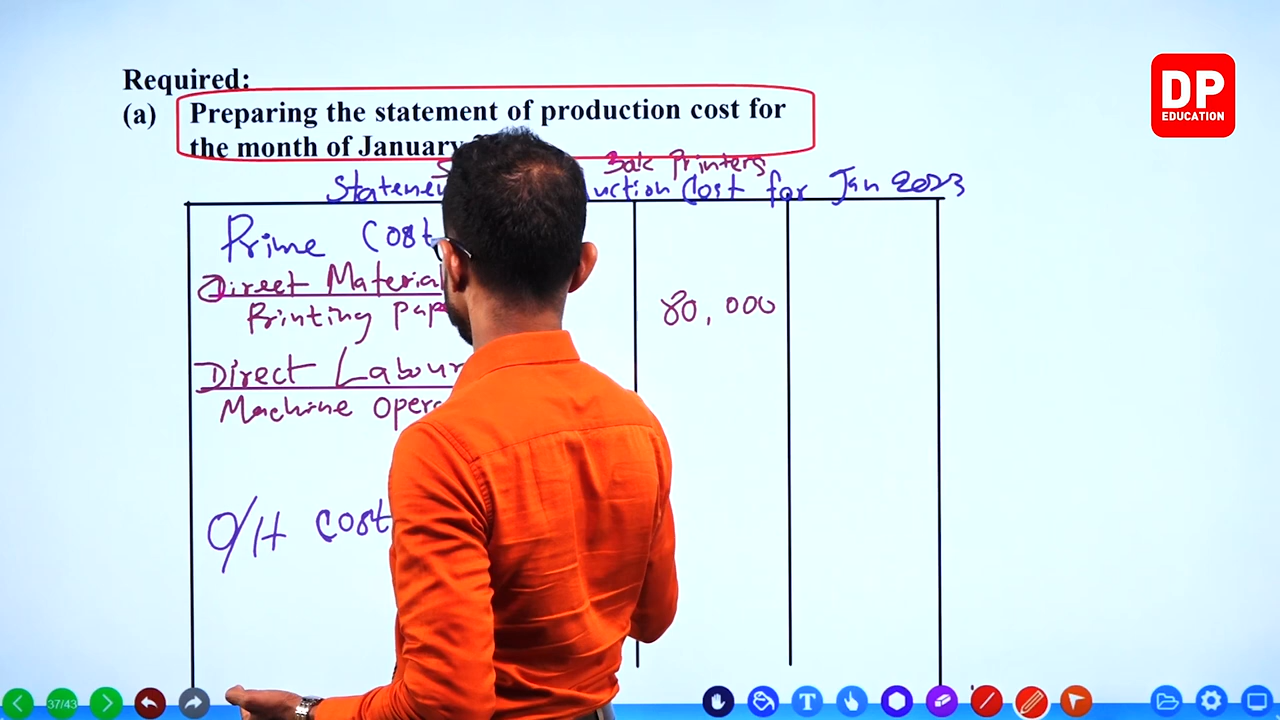 Required:
(a) Preparing the statement of production cost for
the month of January
Printers
Cost for Jan 2023
Prime Cost
Direct Material
Printing Pap
80,000
Direct Labour
Machine Oper
O/H Cost
DP
EDUCATION
37/43
T